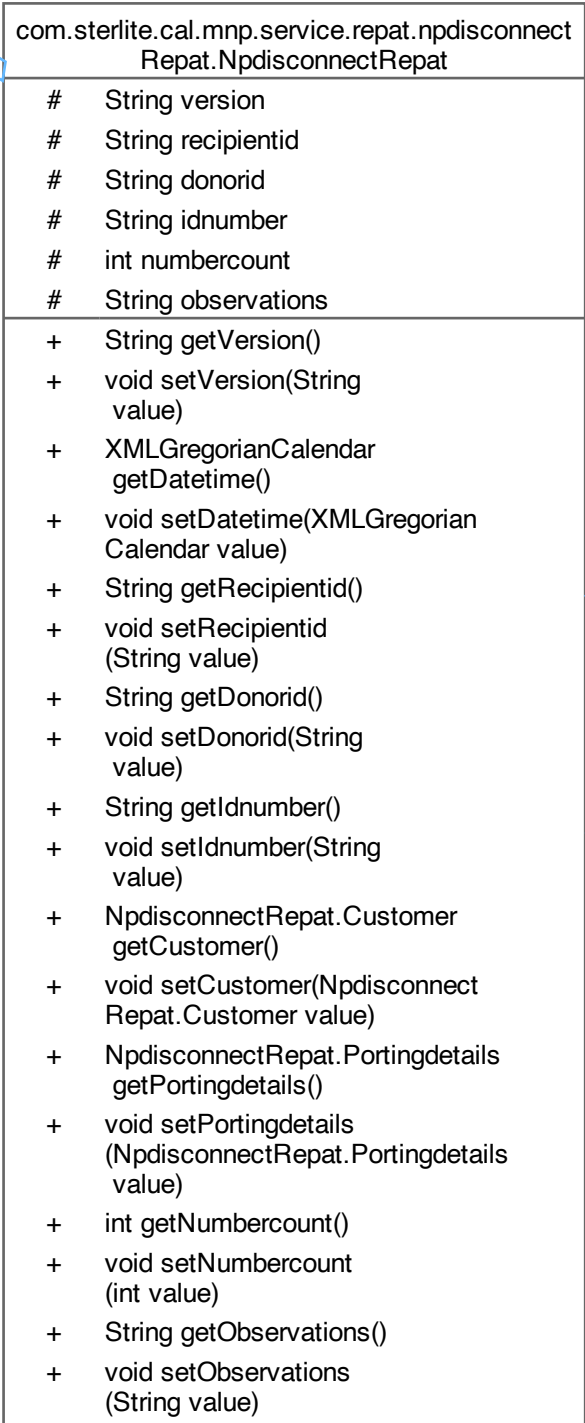 com.sterlite.cal.mnp.service.repat.npdisconnect
Repat.NpdisconnectRepat
# String version
# String recipientid
# String donorid
# String idnumber
# int numbercount
# String observations
+ String getVersion()
+ void setVersion(String
value)
+ XMLGregorianCalendar
getDatetime()
+ void setDatetime(XMLGregorian
Calendar value)
+ String getRecipientid()
+ void setRecipientid
(String value)
+ String getDonorid()
+ void setDonorid(String
value)
+ String getIdnumber()
+ void setIdnumber(String
value)
+ NpdisconnectRepat.Customer
getCustomer()
+ void setCustomer(Npdisconnect
Repat.Customer value)
+ NpdisconnectRepat.Portingdetails
getPortingdetails()
+ void setPortingdetails
(NpdisconnectRepat.Portingdetails
value)
+ int getNumbercount()
+ void setNumbercount
(int value)
+ String getObservations()
+ void setObservations
(String value)